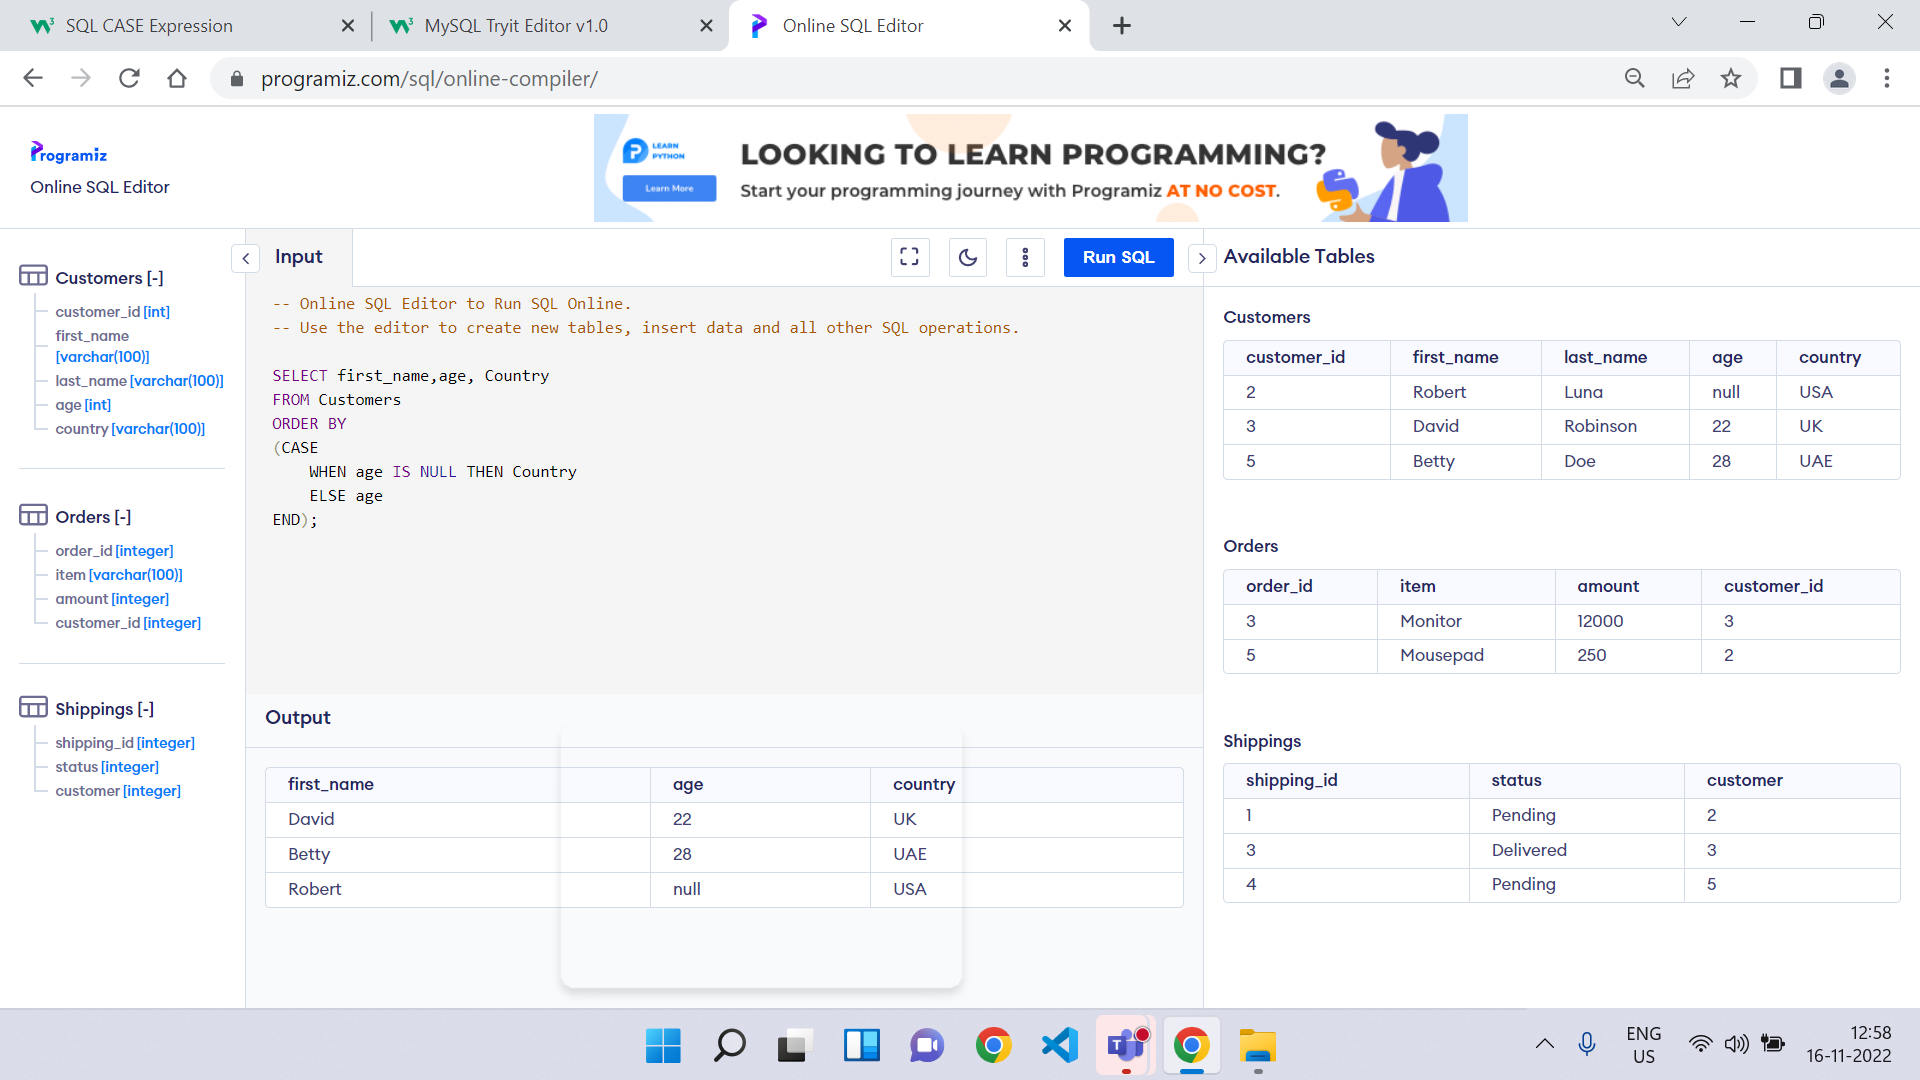 SQL CASE Expression
MySQL Tryit Editor v1.0
Online SQL Editor
programiz.com/sql/online-compiler/
Programiz
Online SQL Editor
LEARN
PYTHON
Learn More
LOOKING TO LEARN PROGRAMMING?
Start your programming journey with Programiz AT NO COST.
Customers [-]
customer_id [int]
first_name
[varchar(100)]
last_name [varchar(100)]
age [int]
country [varchar(100)]
Orders [-]
order_id [integer]
item [varchar(100)]
amount [integer]
customer_id [integer]
Shippings [-]
shipping_id [integer]
status [integer]
customer [integer]
Input
Run SQL
-- Online SQL Editor to Run SQL Online.
-- Use the editor to create new tables, insert data and all other SQL operations.
SELECT first_name,age, Country
FROM Customers
ORDER BY
(CASE
    WHEN age IS NULL THEN Country
    ELSE age
END);
Output
first_name age country
David 22 UK
Betty 28 UAE
Robert null USA
Available Tables
Customers
customer_id first_name last_name age country
2 Robert Luna null USA
3 David Robinson 22 UK
5 Betty Doe 28 UAE
Orders
order_id item amount customer_id
3 Monitor 12000 3
5 Mousepad 250 2
Shippings
shipping_id status customer
1 Pending 2
3 Delivered 3
4 Pending 5
ENG
US
12:58
16-11-2022